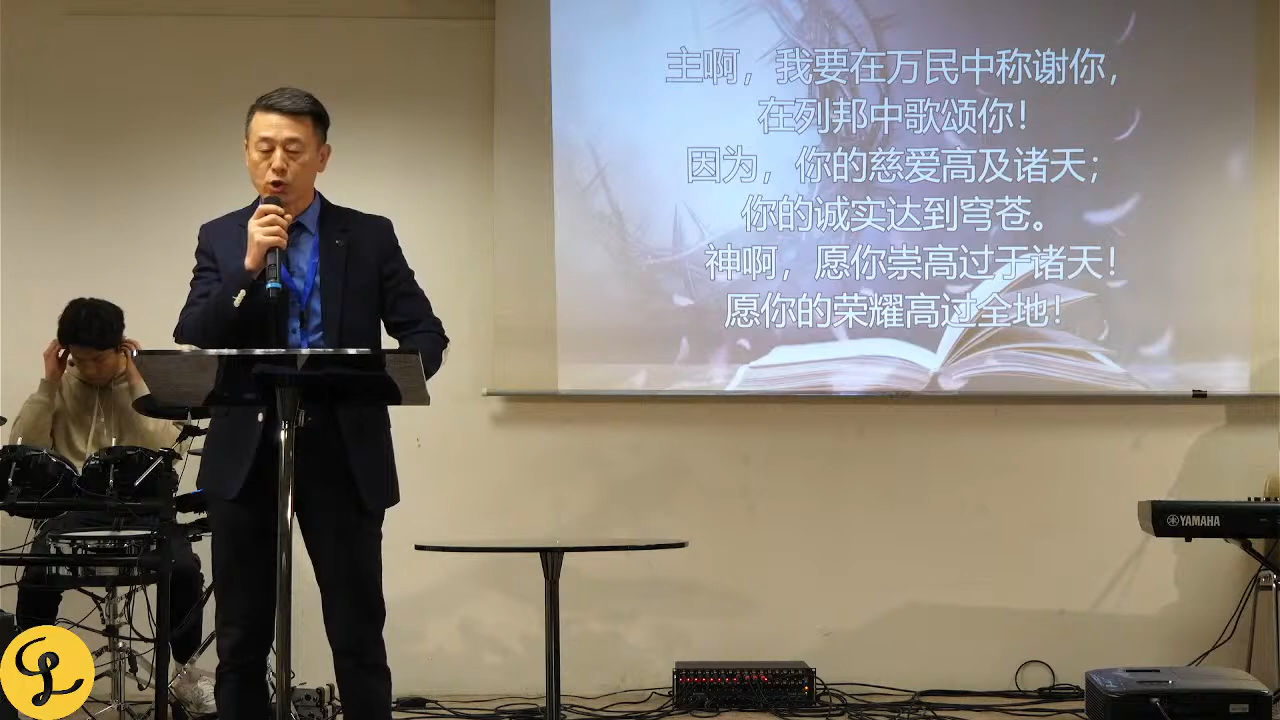 主啊，我要在万民中称谢你，
在列邦中歌颂你！
因为，你的慈爱高及诸天；
你的诚实达到穹苍。
神啊，愿你崇高过于诸天！
愿你的荣耀高过全地！
YAMAHA